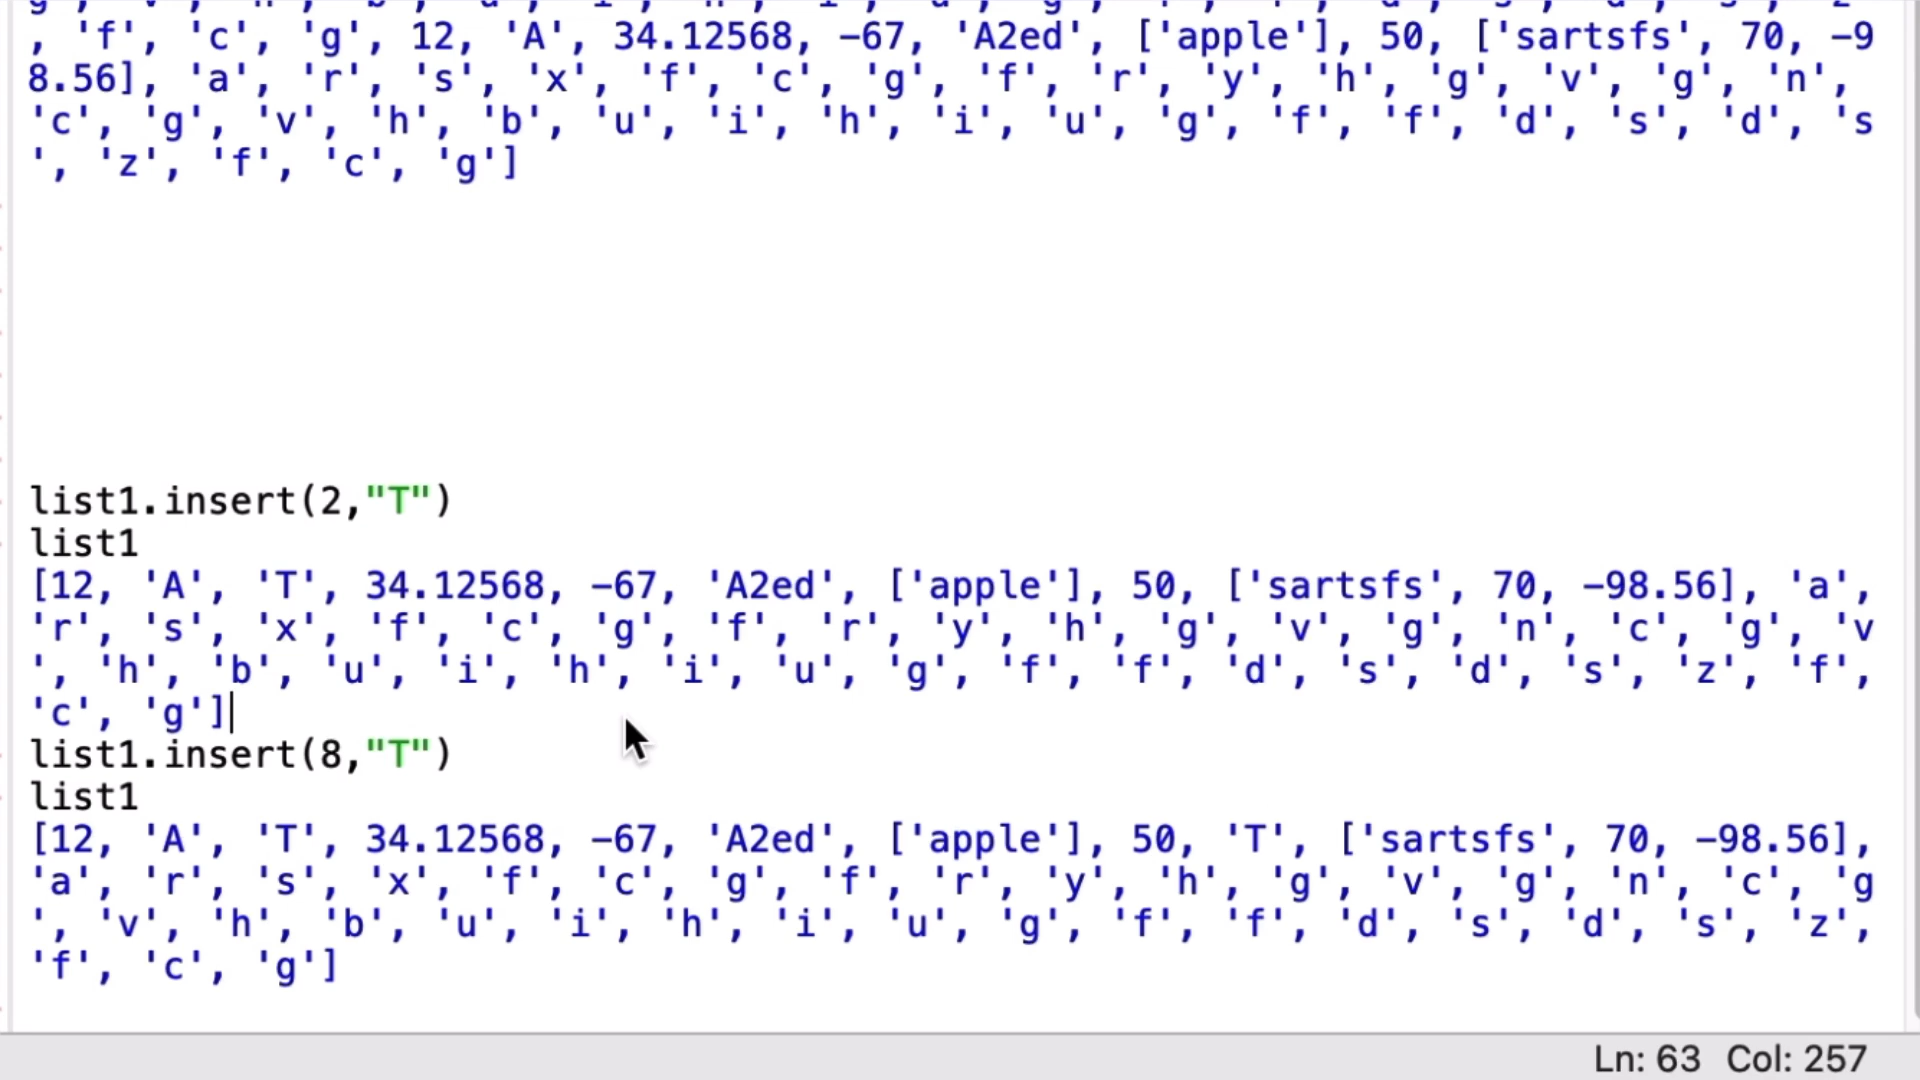 , 'f', 'c', 'g', 12, 'A', 34.12568, -67, 'A2ed', ['apple'], 50, ['sartsfs', 70, -9
8.56], 'a', 'r', 's', 'x', 'f', 'c', 'g', 'f', 'r', 'y', 'h', 'g', 'v', 'g', 'n',
'c', 'g', 'v', 'h', 'b', 'u', 'i', 'h', 'i', 'u', 'g', 'f', 'f', 'd', 's', 'd', 's
', 'z', 'f', 'c', 'g']
list1.insert(2,"T")
list1
[12, 'A', 'T', 34.12568, -67, 'A2ed', ['apple'], 50, ['sartsfs', 70, -98.56], 'a',
'r', 's', 'x', 'f', 'c', 'g', 'f', 'r', 'y', 'h', 'g', 'v', 'g', 'n', 'c', 'g', 'v
', 'h', 'b', 'u', 'i', 'h', 'i', 'u', 'g', 'f', 'f', 'd', 's', 'd', 's', 'z', 'f',
'c', 'g']
list1.insert(8,"T")
list1
[12, 'A', 'T', 34.12568, -67, 'A2ed', ['apple'], 50, 'T', ['sartsfs', 70, -98.56],
'a', 'r', 's', 'x', 'f', 'c', 'g', 'f', 'r', 'y', 'h', 'g', 'v', 'g', 'n', 'c', 'g
', 'v', 'h', 'b', 'u', 'i', 'h', 'i', 'u', 'g', 'f', 'f', 'd', 's', 'd', 's', 'z',
'f', 'c', 'g']
Ln: 63 Col: 257